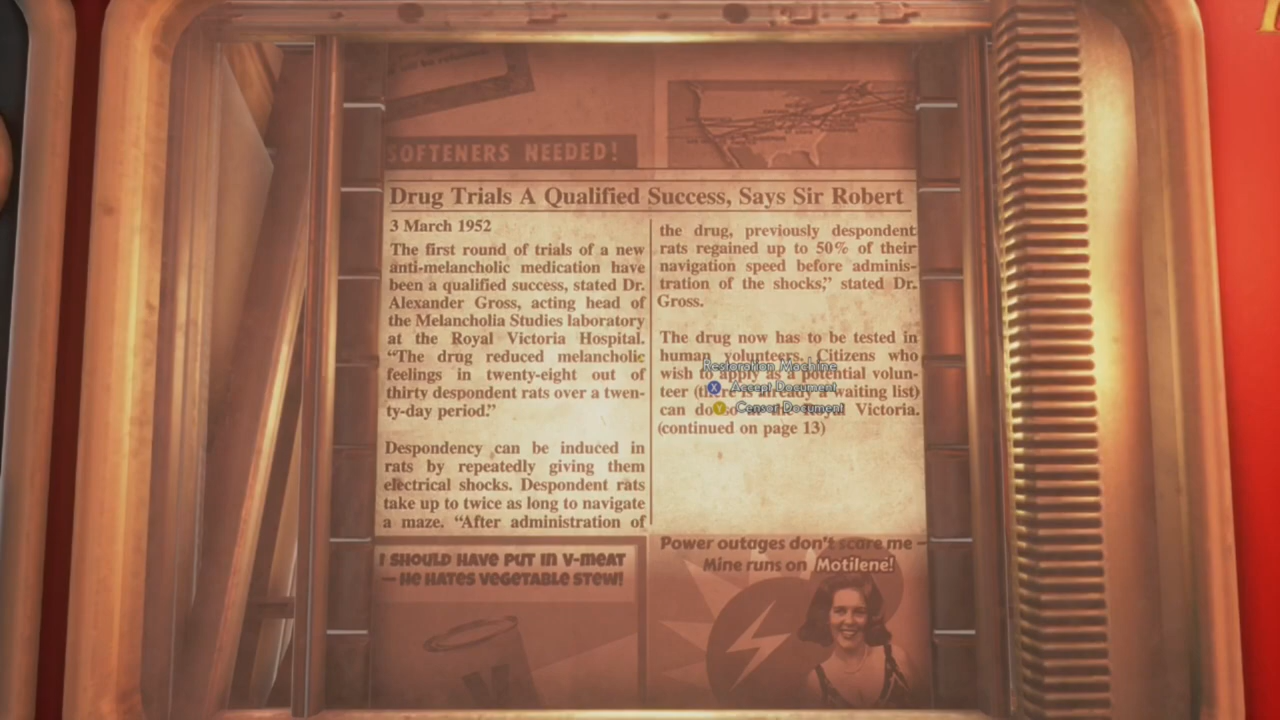 SOFTENERS NEEDED!
Drug Trials A Qualified Success, Says Sir Robert
3 March 1952
The first round of trials of a new
anti-melancholic medication have
been a qualified success, stated Dr.
Alexander Gross, acting head of
the Melancholia Studies laboratory
at the Royal Victoria Hospital.
“The drug reduced melancholic
feelings in twenty-eight out of
thirty despondent rats over a twen-
ty-day period.”
Despondency can be induced in
rats by repeatedly giving them
electrical shocks. Despondent rats
take up to twice as long to navigate
a maze. “After administration of
the drug, previously despondent
rats regained up to 50% of their
navigation speed before adminis-
tration of the shocks,” stated Dr.
Gross.
The drug now has to be tested in
human volunteers. Citizens who
wish to apply as a potential volun-
teer (there is already a waiting list)
can do so at the Royal Victoria.
(continued on page 13)
Restoration Machine
X Accept Document
Y Censor Document
I SHOULD HAVE PUT IN V-MEAT
— HE HATES VEGETABLE STEW!
Power outages don't scare me –
Mine runs on Motilene!